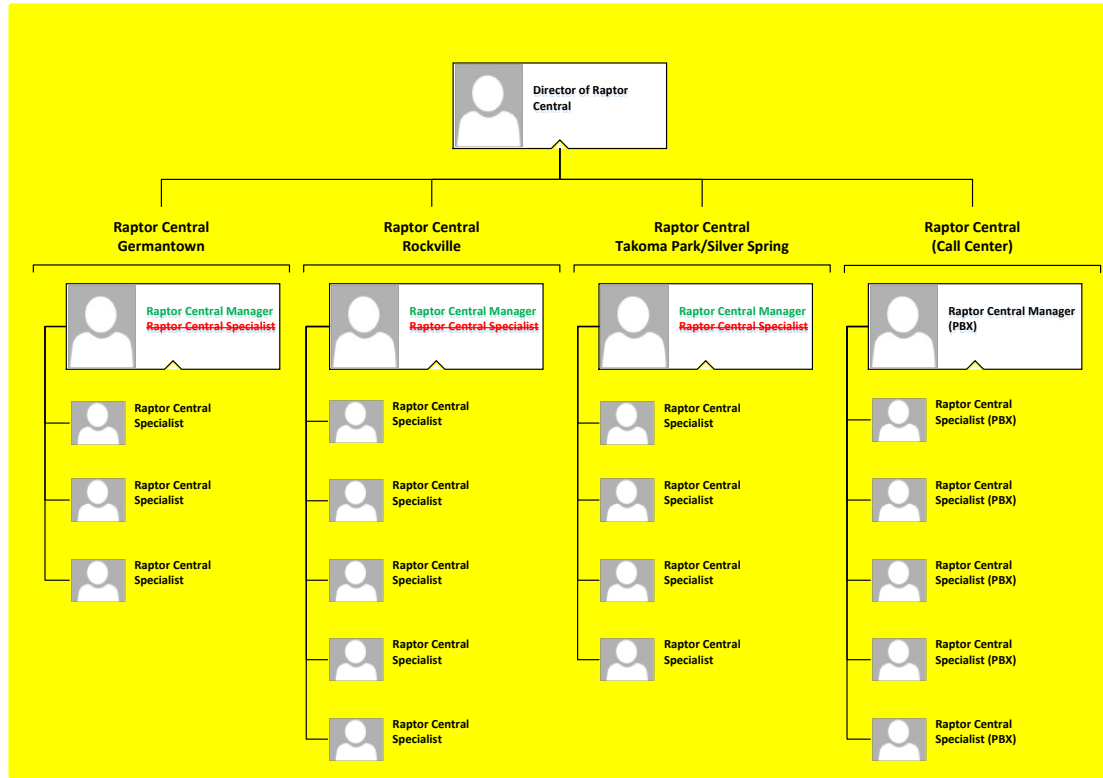 Director of Raptor
Central
Raptor Central
Germantown
Raptor Central Manager
Raptor Central Specialist
Raptor Central
Specialist
Raptor Central
Specialist
Raptor Central
Specialist
Raptor Central
Rockville
Raptor Central Manager
Raptor Central Specialist
Raptor Central
Specialist
Raptor Central
Specialist
Raptor Central
Specialist
Raptor Central
Specialist
Raptor Central
Specialist
Raptor Central
Takoma Park/Silver Spring
Raptor Central Manager
Raptor Central Specialist
Raptor Central
Specialist
Raptor Central
Specialist
Raptor Central
Specialist
Raptor Central
Specialist
Raptor Central
(Call Center)
Raptor Central Manager
(PBX)
Raptor Central
Specialist (PBX)
Raptor Central
Specialist (PBX)
Raptor Central
Specialist (PBX)
Raptor Central
Specialist (PBX)
Raptor Central
Specialist (PBX)